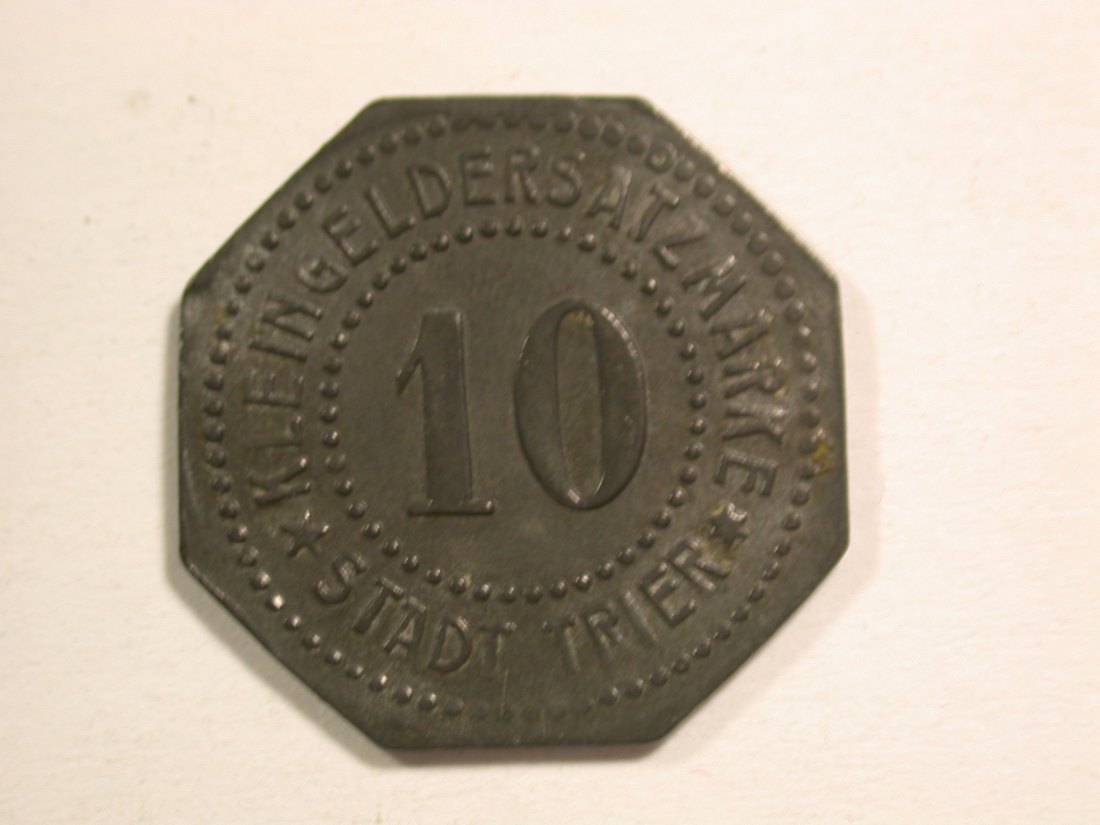 KLEINGELDERSATZMARKE
10
★ STADT TRIER ★